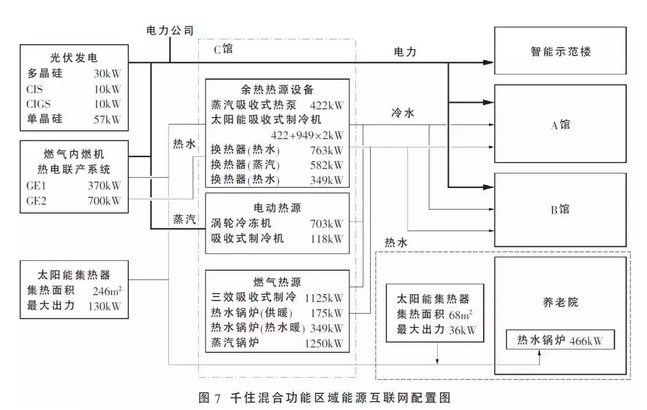 电力公司
光伏发电
多晶硅 30kW
CIS 10kW
CIGS 10kW
单晶硅 57kW
燃气内燃机
热电联产系统
GE1 370kW
GE2 700kW
太阳能集热器
集热面积 246m²
最大出力 130kW
热水
蒸汽
C馆
余热热源设备
蒸汽吸收式热泵 422kW
太阳能吸收式制冷机
422+949×2kW
换热器(热水) 763kW
换热器(蒸汽) 582kW
换热器(热水) 349kW
电动热源
涡轮冷冻机 703kW
吸收式制冷机 118kW
燃气热源
三效吸收式制冷 1125kW
热水锅炉(供暖) 175kW
热水锅炉(热水暖) 349kW
蒸汽锅炉 1250kW
电力
冷水
热水
智能示范楼
A馆
B馆
太阳能集热器
集热面积 68m²
最大出力 36kW
养老院
热水锅炉 466kW
图 7 千住混合功能区域能源互联网配置图